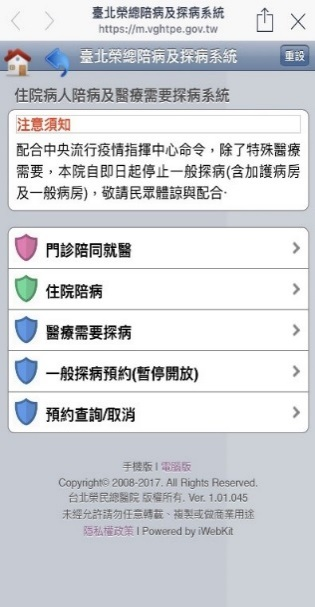 臺北榮總陪病及探病系統
https://m.vghtpe.gov.tw
臺北榮總陪病及探病系統
重設
住院病人陪病及醫療需要探病系統
注意須知
配合中央流行疫情指揮中心命令，除了特殊醫療
需要，本院自即日起停止一般探病(含加護病房
及一般病房)，敬請民眾體諒與配合·
門診陪同就醫
住院陪病
醫療需要探病
一般探病預約(暫停開放)
預約查詢/取消
手機版 | 電腦版
Copyright© 2008-2017. All Rights Reserved.
台北榮民總醫院 版權所有. Ver. 1.01.045
未經允許請勿任意轉載、複製或做商業用途
隱私權政策 | Powered by iWebKit